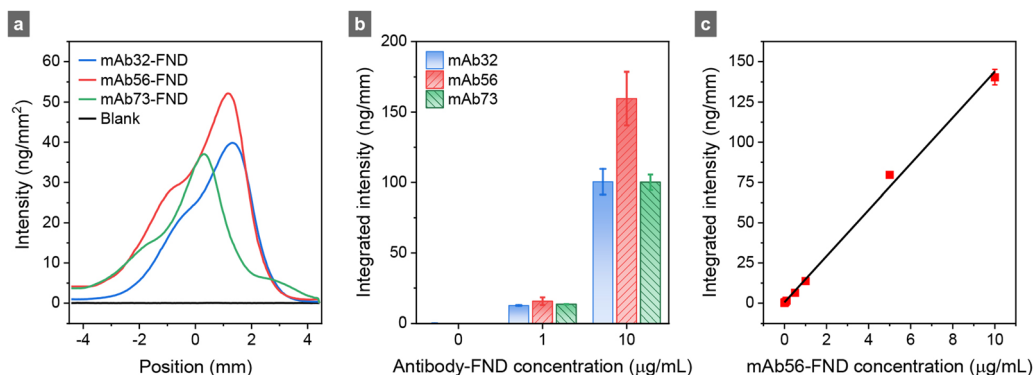 a
Intensity (ng/mm²)
60
50
40
30
20
10
0
mAb32-FND
mAb56-FND
mAb73-FND
Blank
-4
-2
0
2
4
Position (mm)
b
Integrated intensity (ng/mm)
200
150
100
50
0
mAb32
mAb56
mAb73
0
1
10
Antibody-FND concentration (μg/mL)
c
Integrated intensity (ng/mm)
150
125
75
25
0
0
2
4
6
8
10
mAb56-FND concentration (μg/mL)